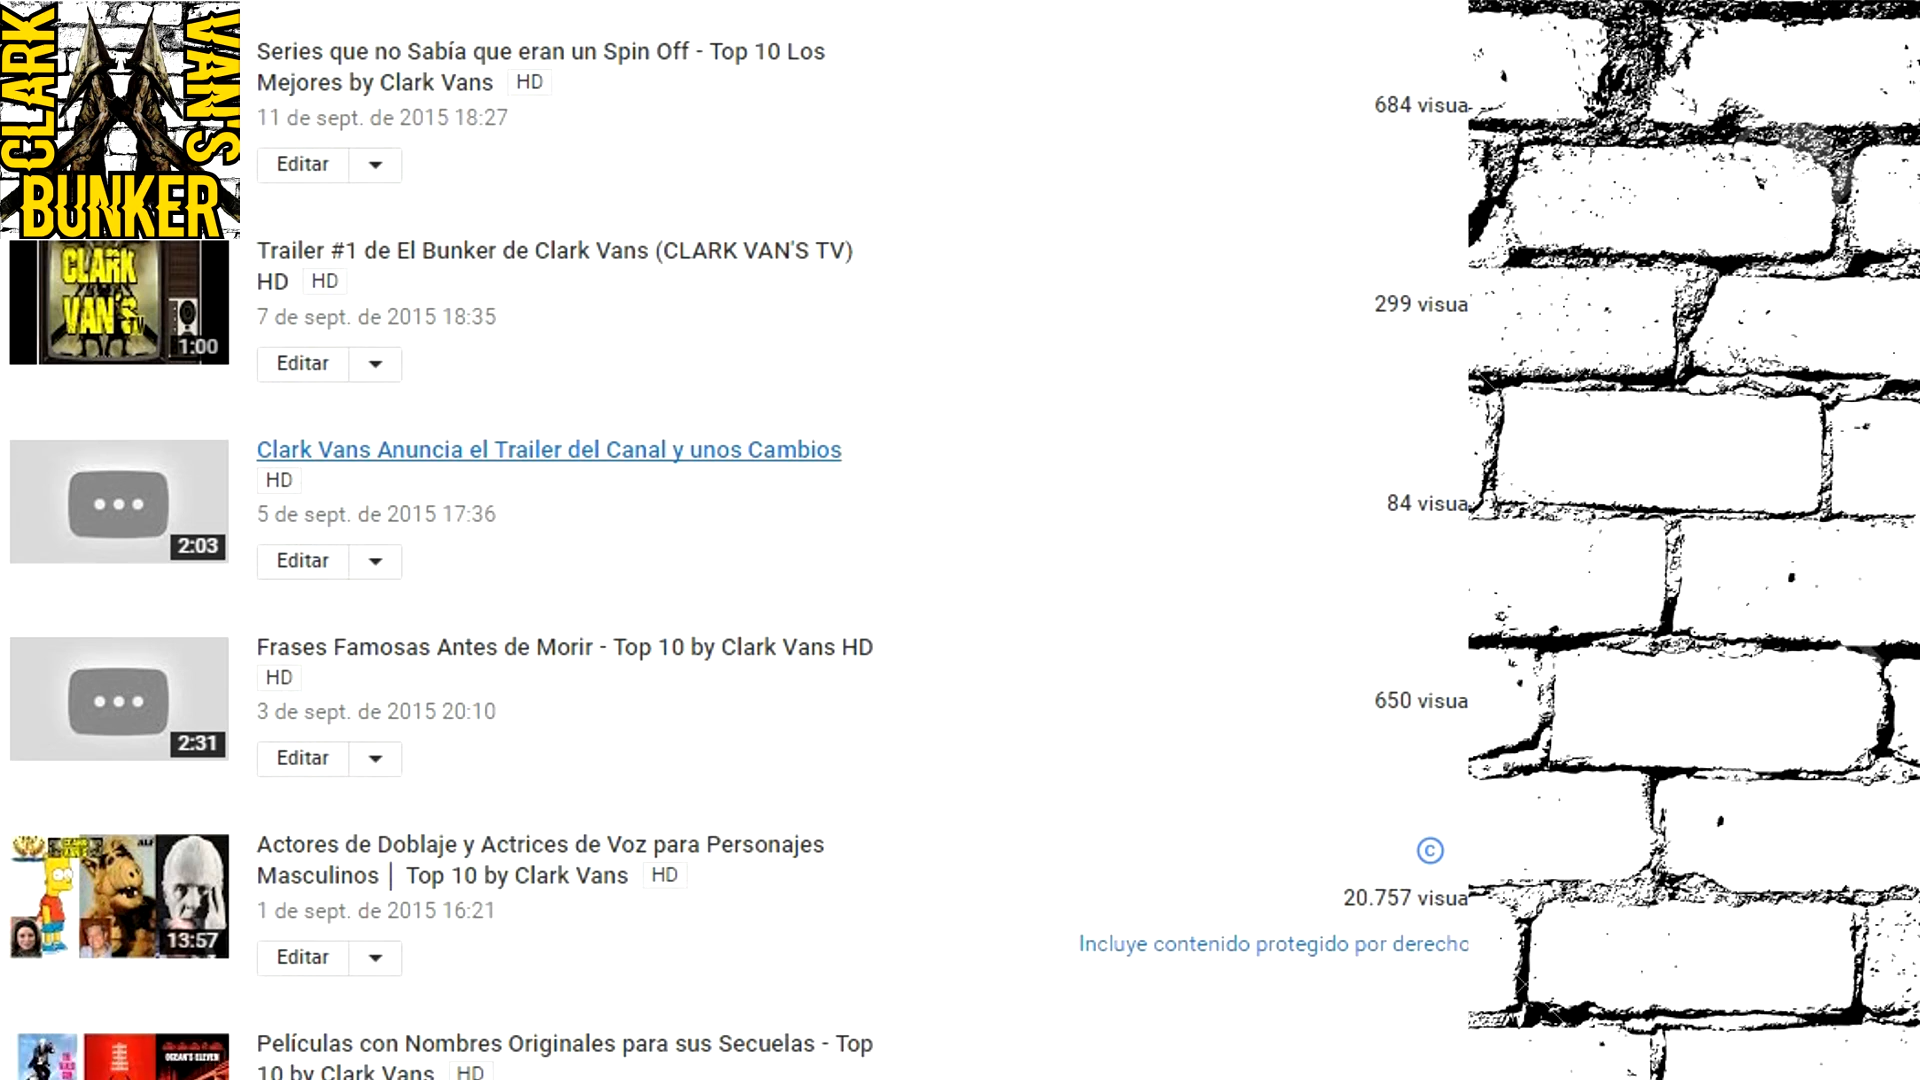 CLARK
VAN'S
BUNKER
Series que no Sabía que eran un Spin Off - Top 10 Los
Mejores by Clark Vans HD
11 de sept. de 2015 18:27
684 visua
Editar
CLARK
VAN'S
TV
1:00
Trailer #1 de El Bunker de Clark Vans (CLARK VAN'S TV)
HD HD
7 de sept. de 2015 18:35
299 visua
Editar
Clark Vans Anuncia el Trailer del Canal y unos Cambios
HD
5 de sept. de 2015 17:36
84 visua
2:03
Editar
Frases Famosas Antes de Morir - Top 10 by Clark Vans HD
HD
3 de sept. de 2015 20:10
650 visua
2:31
Editar
ALF
13:57
Actores de Doblaje y Actrices de Voz para Personajes
Masculinos | Top 10 by Clark Vans HD
1 de sept. de 2015 16:21
©
20.757 visua
Incluye contenido protegido por derecho
Editar
OCEAN'S ELEVEN
Películas con Nombres Originales para sus Secuelas - Top
10 by Clark Vans HD